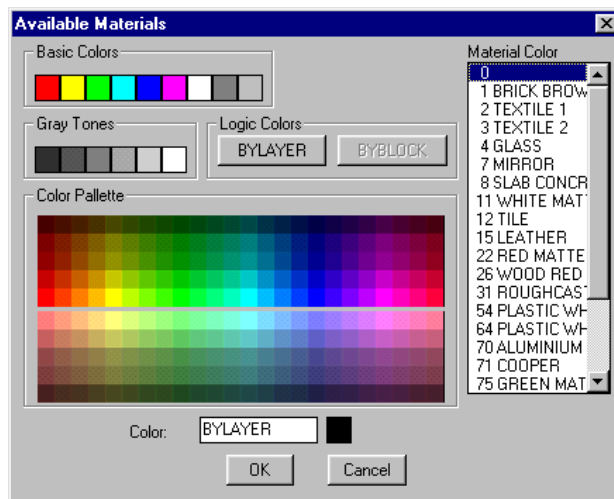 Available Materials
Basic Colors
Material Color
0
1 BRICK BROW
2 TEXTILE 1
3 TEXTILE 2
4 GLASS
7 MIRROR
8 SLAB CONCR
11 WHITE MAT
12 TILE
15 LEATHER
22 RED MATTE
26 WOOD RED
31 ROUGHCAS
54 PLASTIC WH
64 PLASTIC WH
70 ALUMINIUM
71 COOPER
75 GREEN MAT
Gray Tones
Logic Colors
BYLAYER
BYBLOCK
Color Pallette
Color:
BYLAYER
OK
Cancel